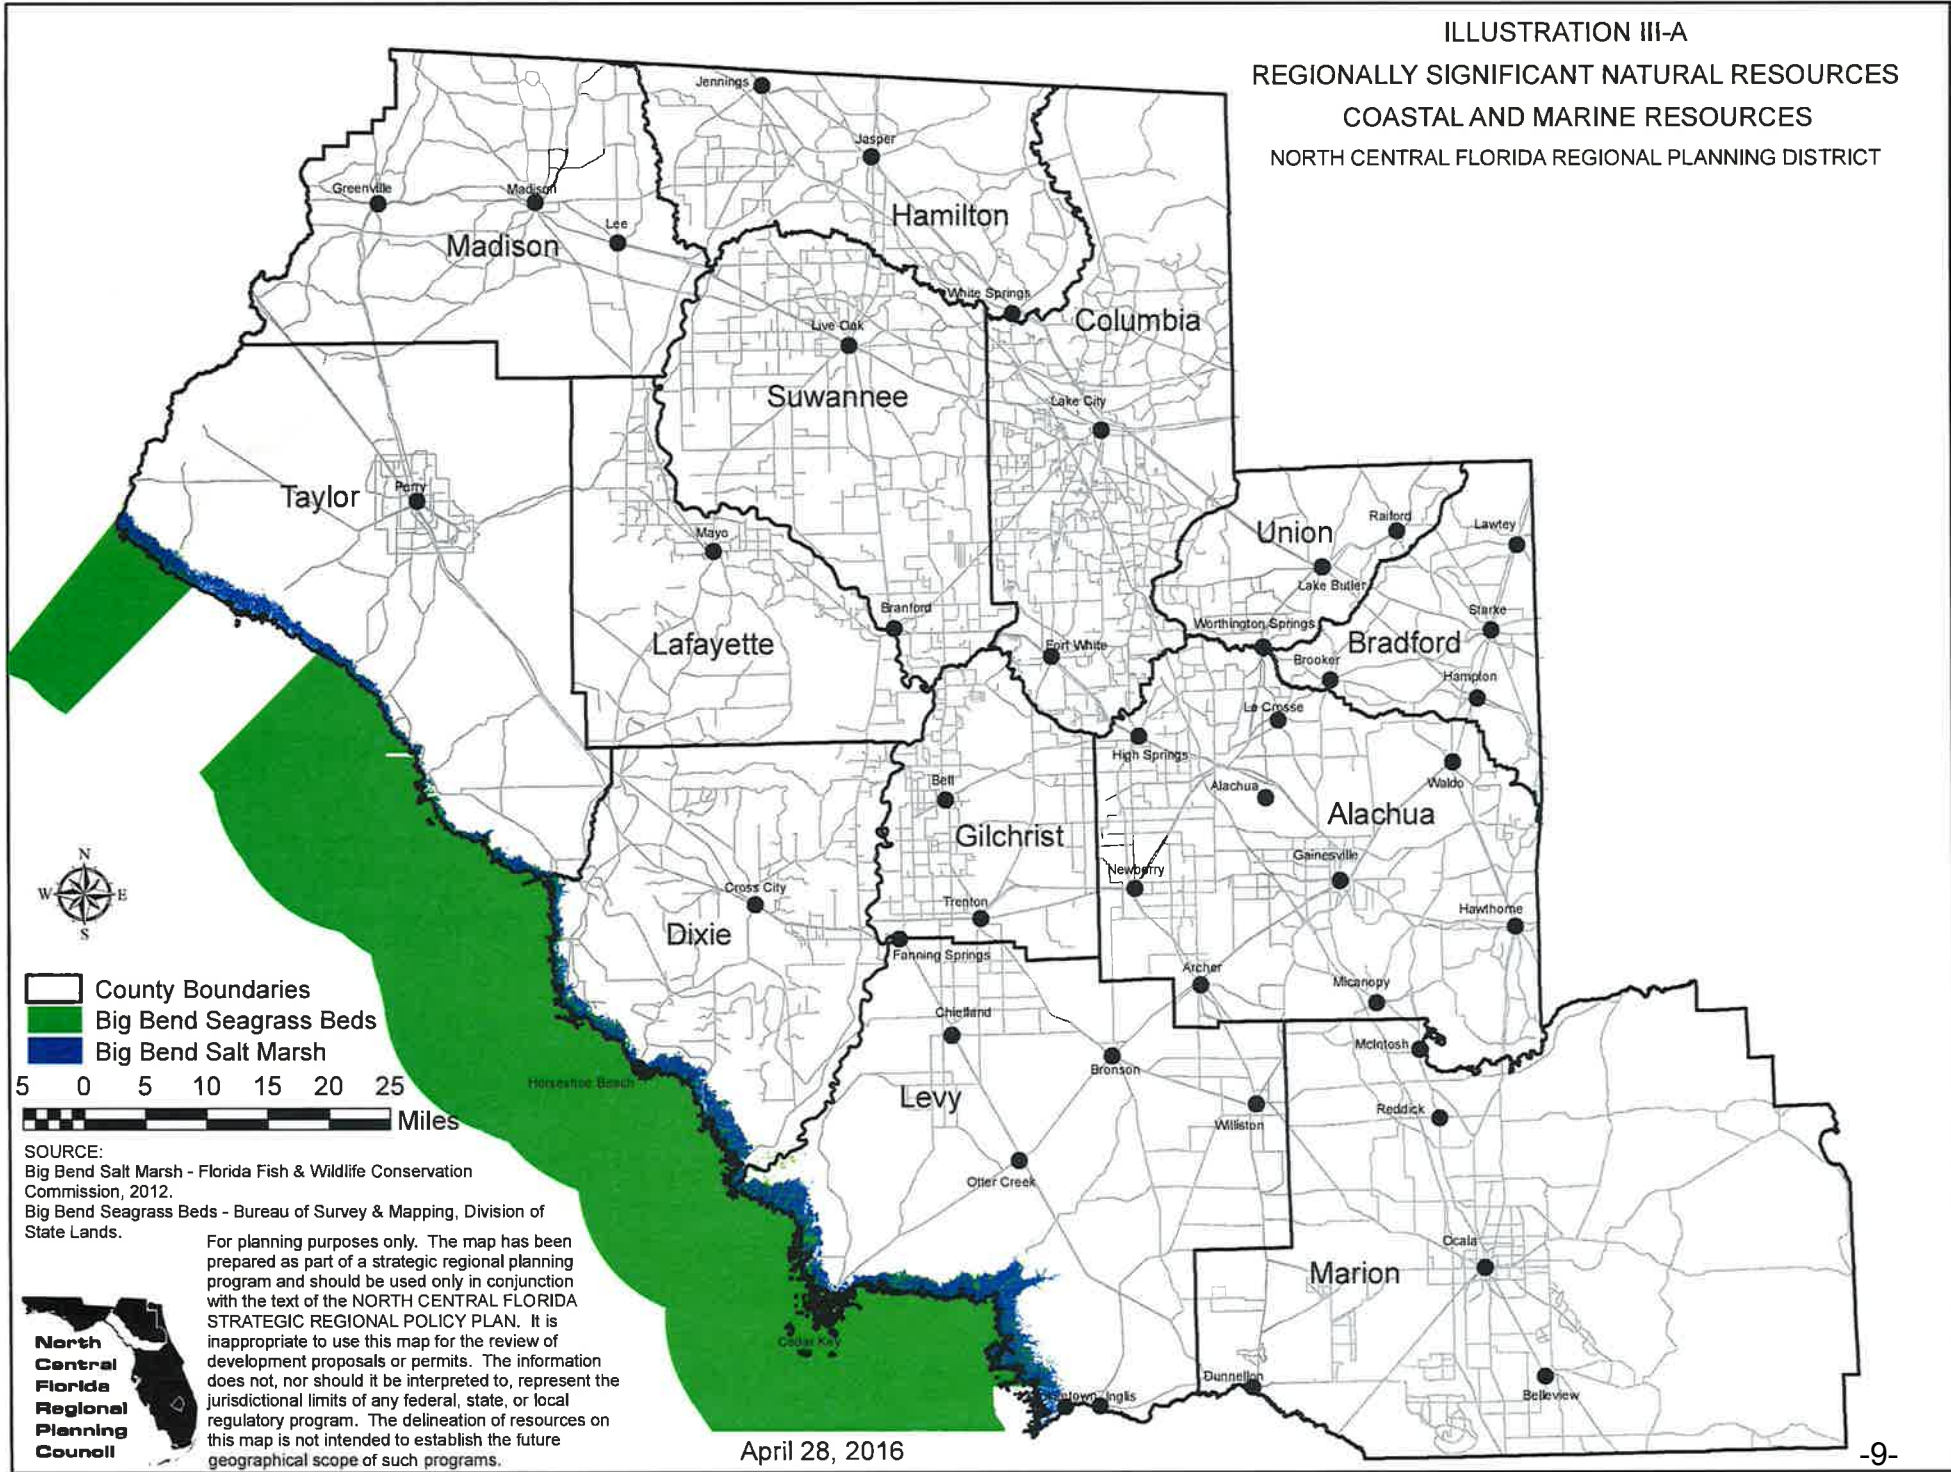 ILLUSTRATION III-A
REGIONALLY SIGNIFICANT NATURAL RESOURCES
COASTAL AND MARINE RESOURCES
NORTH CENTRAL FLORIDA REGIONAL PLANNING DISTRICT
Jennings
Jasper
Greenville
Madison
Lee
Hamilton
Madison
White Springs
Columbia
Live Oak
Suwannee
Lake City
Taylor
Perry
Mayo
Union
Raiford
Lawtey
Lake Butler
Branford
Starke
Worthington Springs
Lafayette
Fort White
Bradford
Brooker
Hampton
La Crosse
High Springs
Bell
Alachua
Waldo
Gilchrist
Alachua
Gainesville
Newberry
Cross City
Trenton
Hawthorne
Dixie
Fanning Springs
Archer
Micanopy
Chiefland
McIntosh
Bronson
Horseshoe Beach
Levy
Reddick
Williston
Otter Creek
Ocala
Marion
Cedar Key
Dunnellon
Inglis
Belleview
N
W E
S
County Boundaries
Big Bend Seagrass Beds
Big Bend Salt Marsh
5 0 5 10 15 20 25
Miles
SOURCE:
Big Bend Salt Marsh - Florida Fish & Wildlife Conservation
Commission, 2012.
Big Bend Seagrass Beds - Bureau of Survey & Mapping, Division of
State Lands.
For planning purposes only. The map has been
prepared as part of a strategic regional planning
program and should be used only in conjunction
with the text of the NORTH CENTRAL FLORIDA
STRATEGIC REGIONAL POLICY PLAN. It is
inappropriate to use this map for the review of
development proposals or permits. The information
does not, nor should it be interpreted to, represent the
jurisdictional limits of any federal, state, or local
regulatory program. The delineation of resources on
this map is not intended to establish the future
geographical scope of such programs.
North
Central
Florida
Regional
Planning
Council
April 28, 2016
-9-